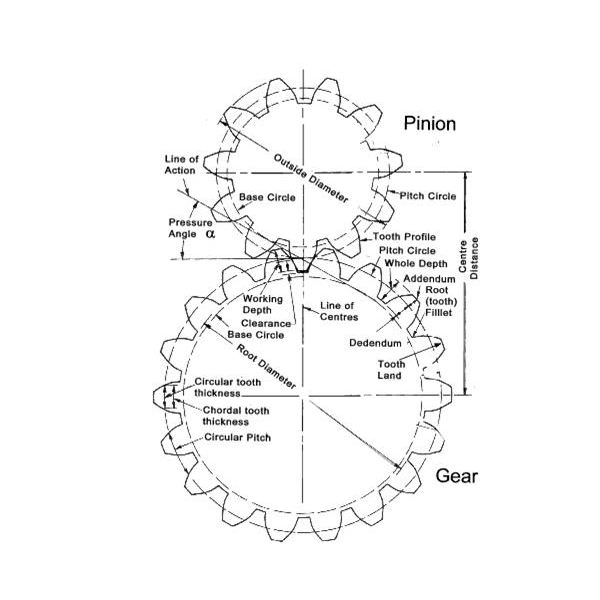 Pinion
Outside Diameter
Line of
Action
Base Circle
Pitch Circle
Pressure
Angle α
Tooth Profile
Pitch Circle
Whole Depth
Centre
Distance
Addendum
Root
(tooth)
Filllet
Working
Depth
Clearance
Base Circle
Line of
Centres
Dedendum
Tooth
Land
Root Diameter
Circular tooth
thickness
Chordal tooth
thickness
Circular Pitch
Gear